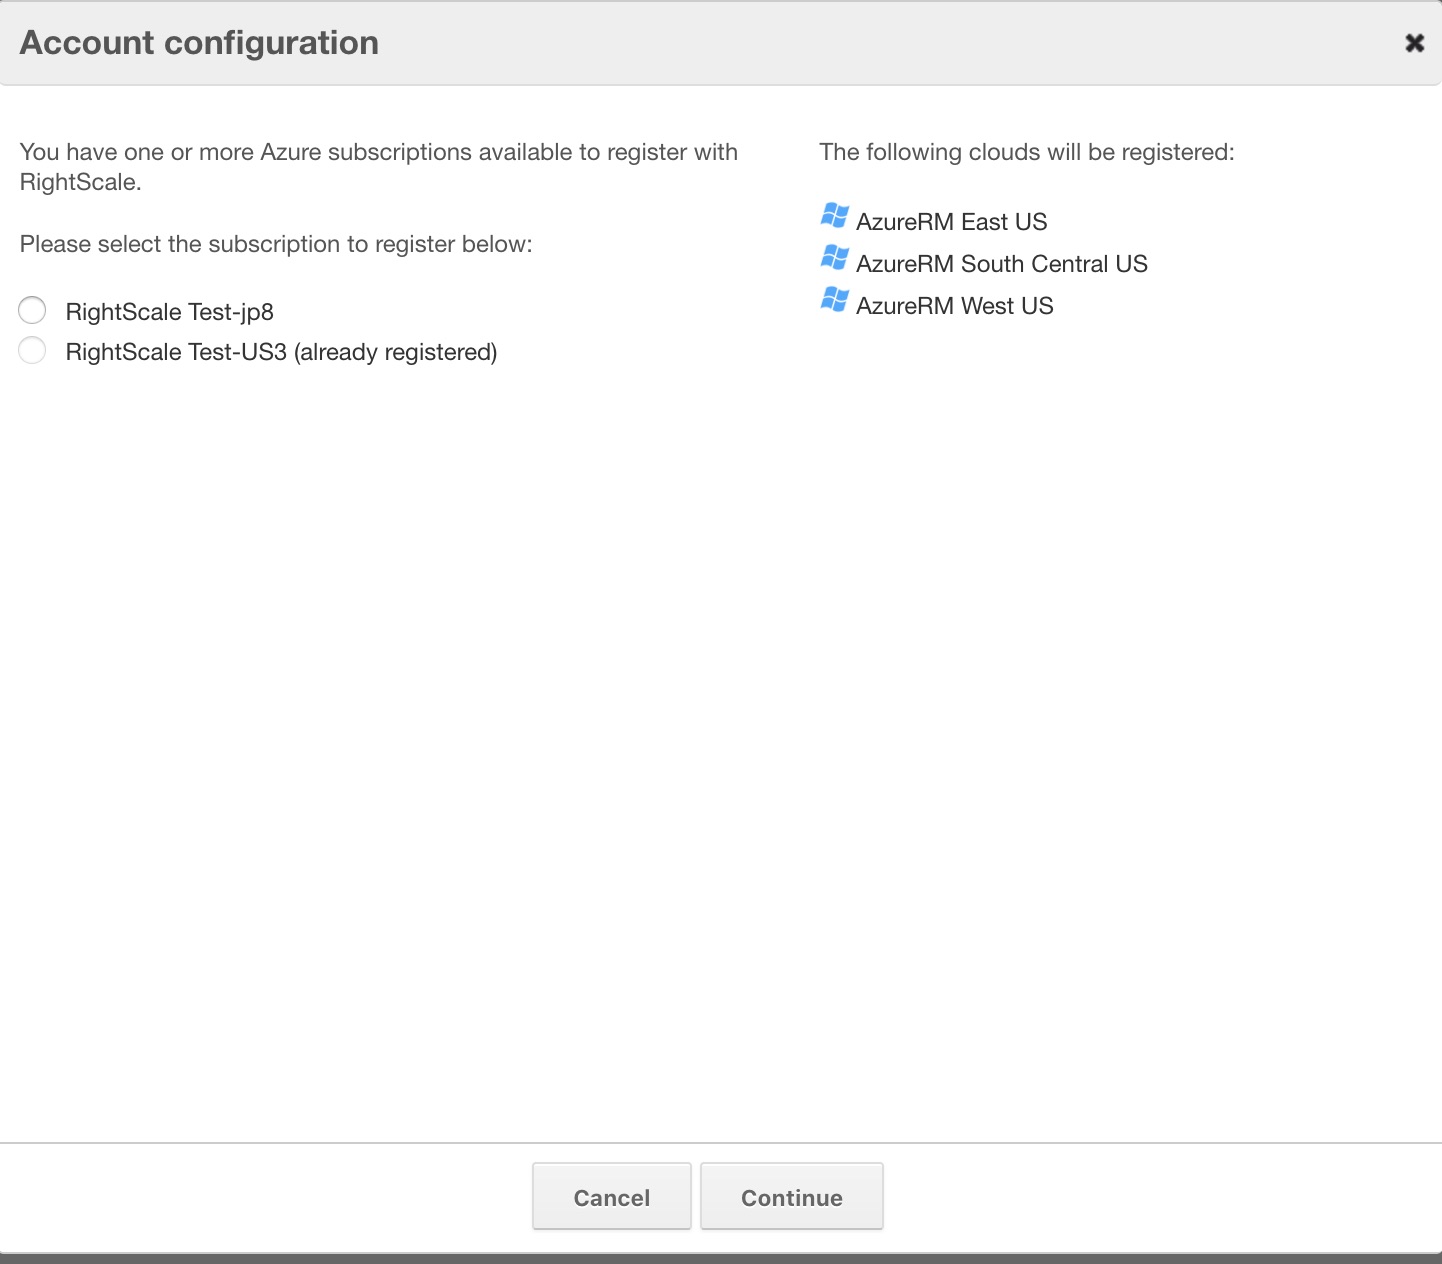 Account configuration
You have one or more Azure subscriptions available to register with
RightScale.
Please select the subscription to register below:
RightScale Test-jp8
RightScale Test-US3 (already registered)
The following clouds will be registered:
AzureRM East US
AzureRM South Central US
AzureRM West US
Cancel
Continue